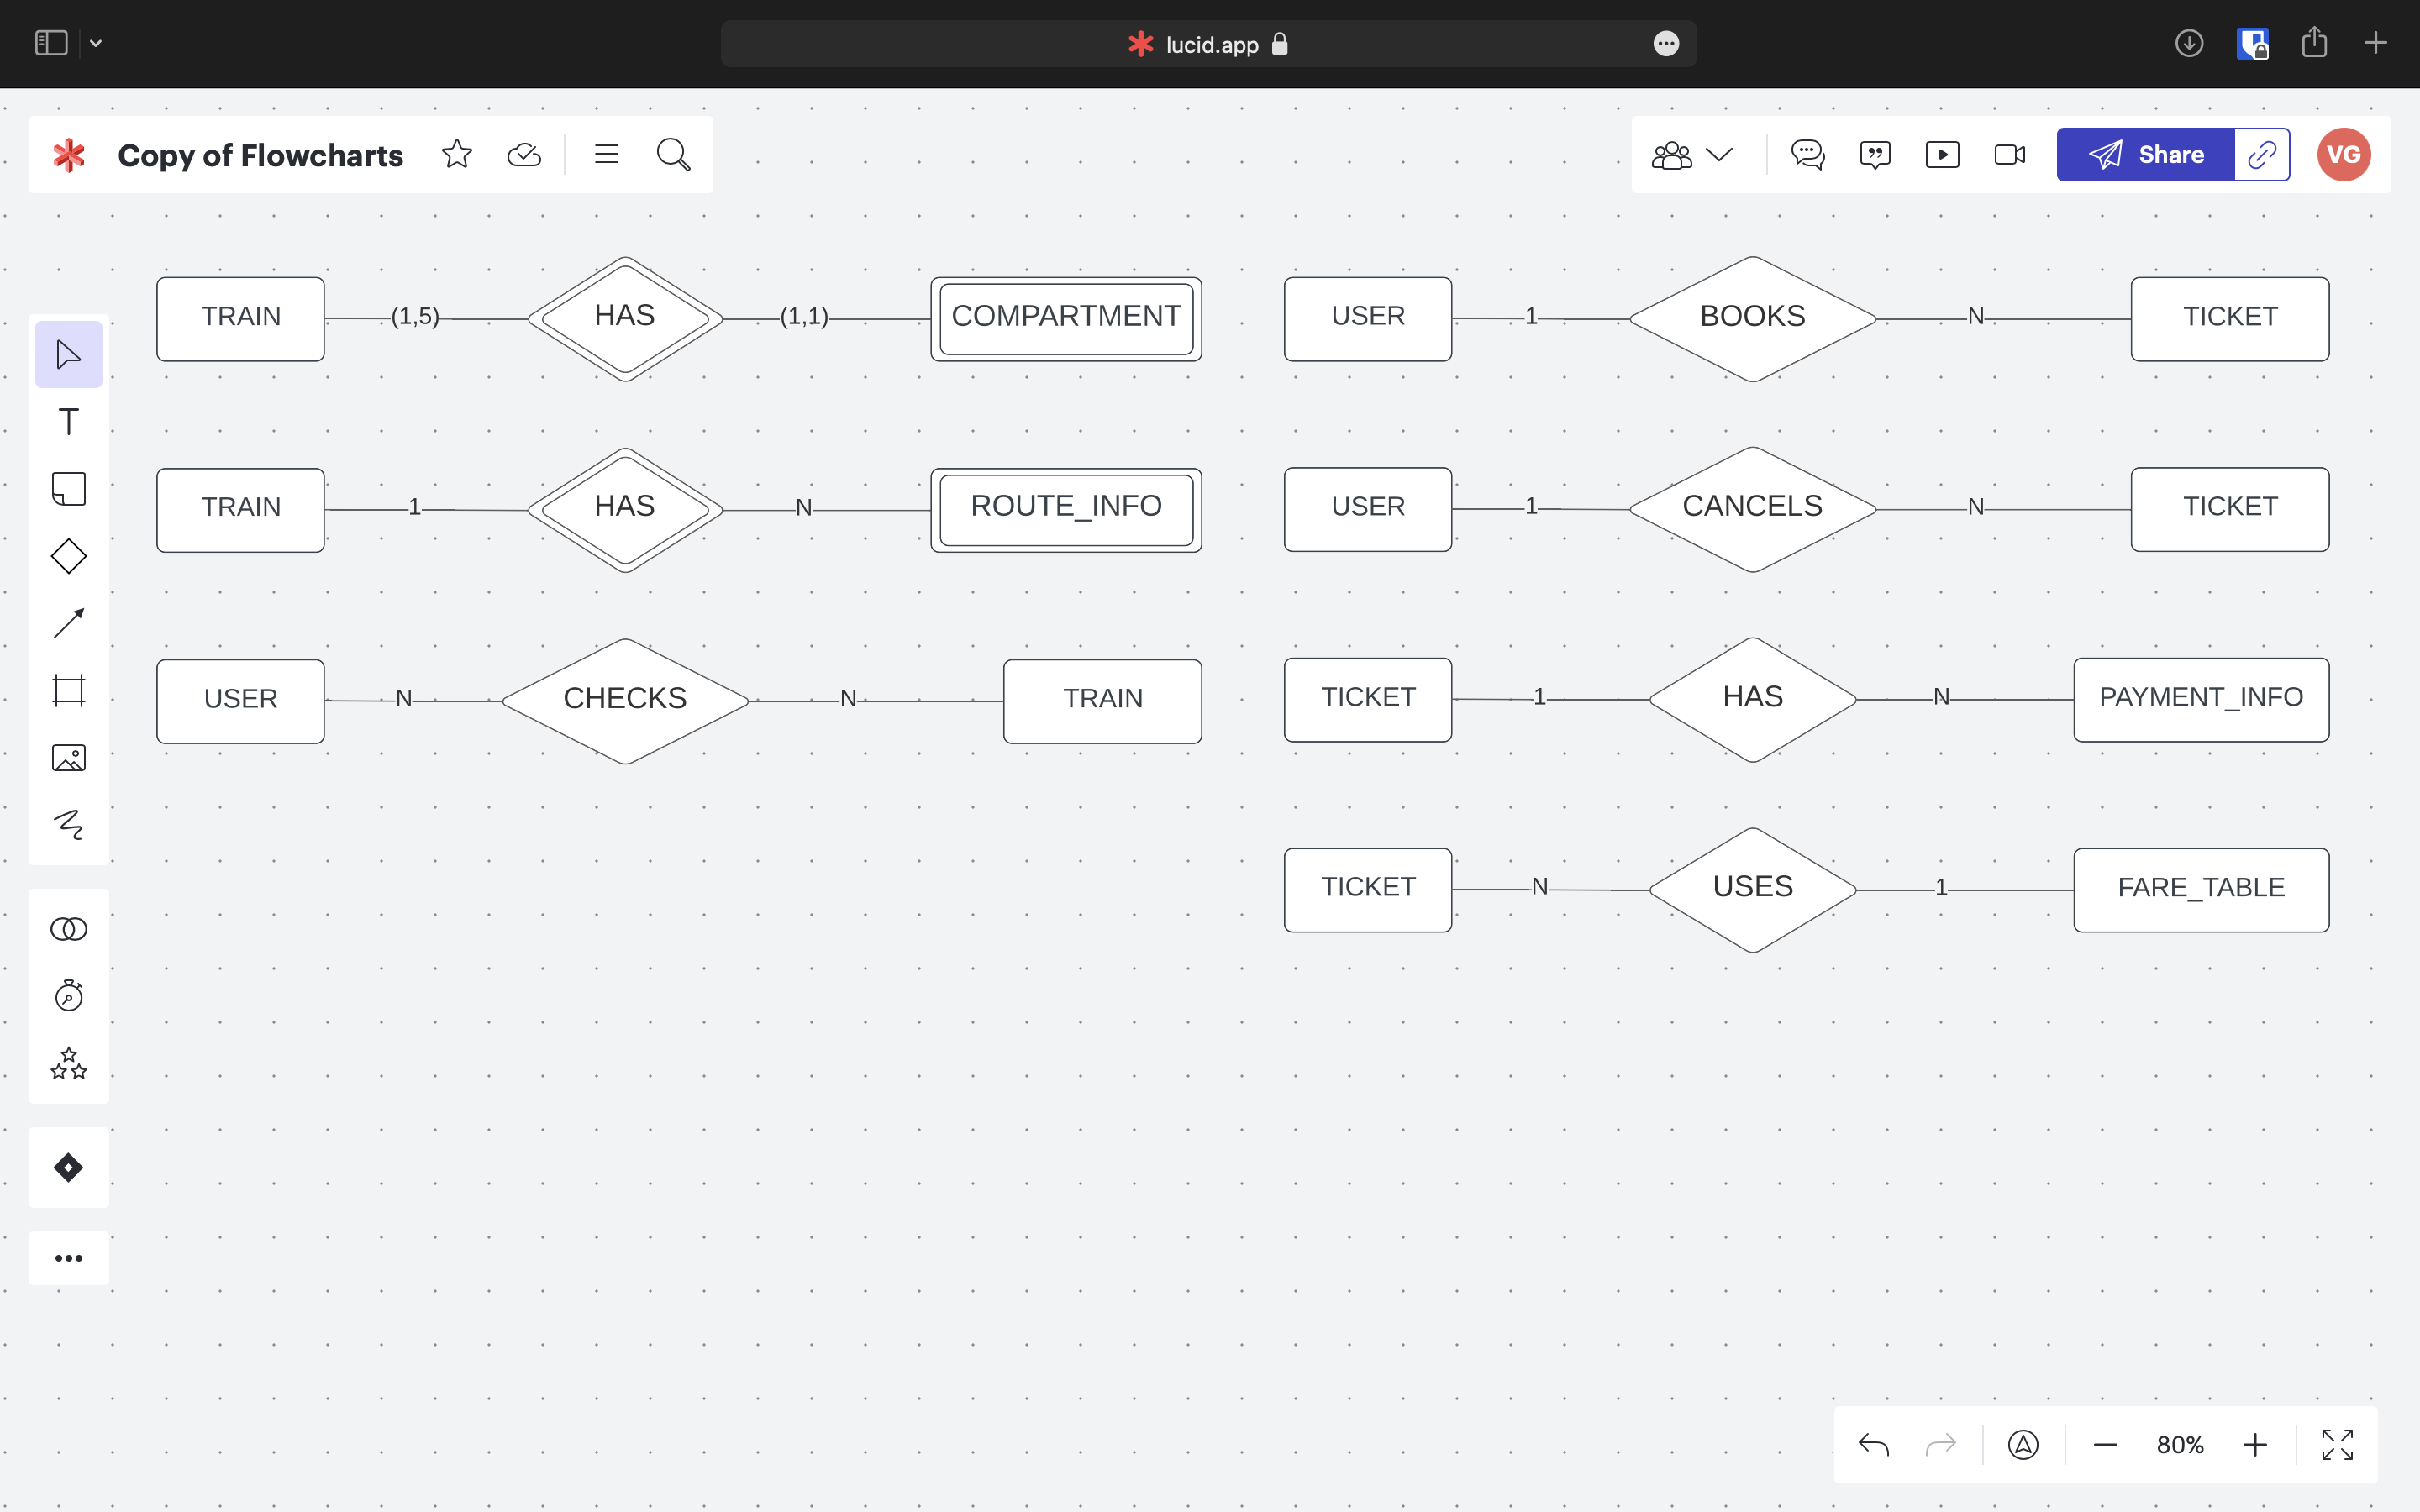 lucid.app
Copy of Flowcharts
Share
VG
TRAIN (1,5) HAS (1,1) COMPARTMENT
USER 1 BOOKS N TICKET
TRAIN 1 HAS N ROUTE_INFO
USER 1 CANCELS N TICKET
USER N CHECKS N TRAIN
TICKET 1 HAS N PAYMENT_INFO
TICKET N USES 1 FARE_TABLE
T
80%